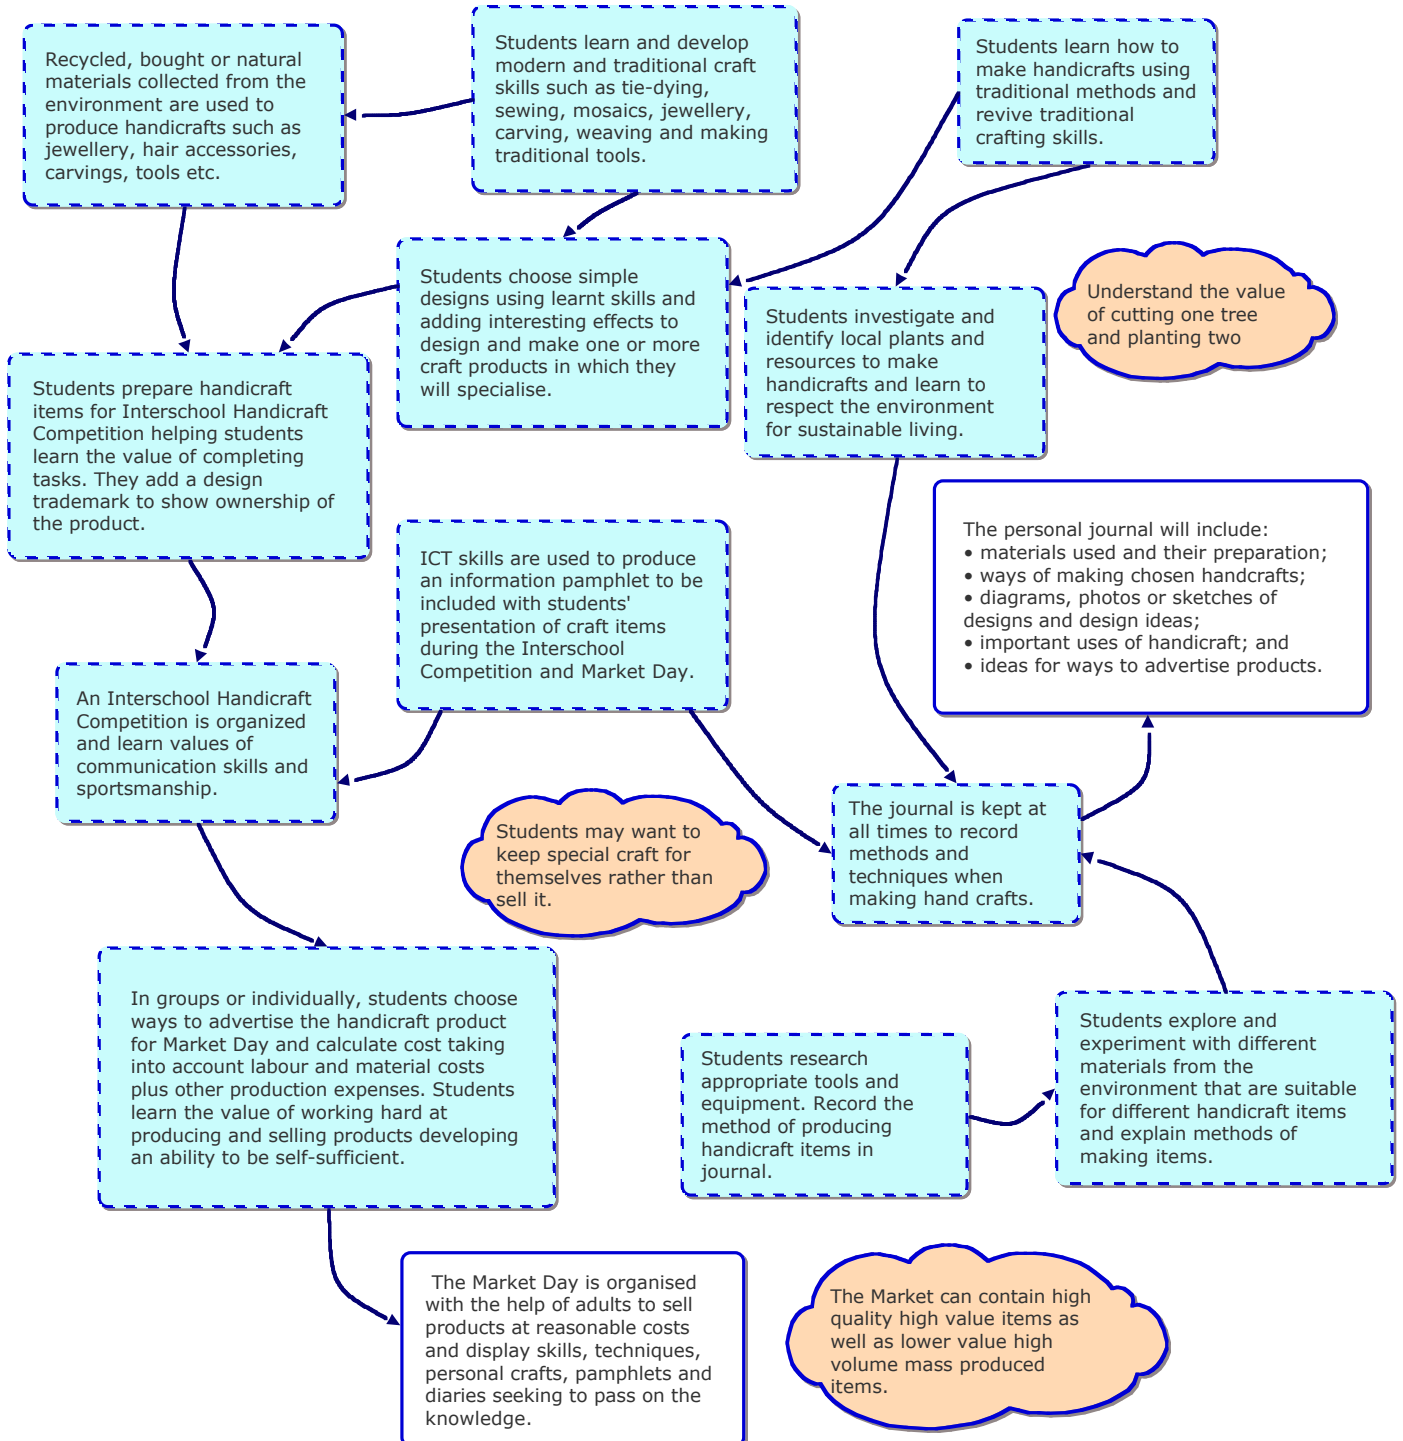 Recycled, bought or natural
materials collected from the
environment are used to
produce handicrafts such as
jewellery, hair accessories,
carvings, tools etc.
Students learn and develop
modern and traditional craft
skills such as tie-dying,
sewing, mosaics, jewellery,
carving, weaving and making
traditional tools.
Students learn how to
make handicrafts using
traditional methods and
revive traditional
crafting skills.
Students choose simple
designs using learnt skills and
adding interesting effects to
design and make one or more
craft products in which they
will specialise.
Students investigate and
identify local plants and
resources to make
handicrafts and learn to
respect the environment
for sustainable living.
Understand the value
of cutting one tree
and planting two
Students prepare handicraft
items for Interschool Handicraft
Competition helping students
learn the value of completing
tasks. They add a design
trademark to show ownership of
the product.
ICT skills are used to produce
an information pamphlet to be
included with students'
presentation of craft items
during the Interschool
Competition and Market Day.
The personal journal will include:
• materials used and their preparation;
• ways of making chosen handcrafts;
• diagrams, photos or sketches of
designs and design ideas;
• important uses of handicraft; and
• ideas for ways to advertise products.
An Interschool Handicraft
Competition is organized
and learn values of
communication skills and
sportsmanship.
Students may want to
keep special craft for
themselves rather than
sell it.
The journal is kept at
all times to record
methods and
techniques when
making hand crafts.
In groups or individually, students choose
ways to advertise the handicraft product
for Market Day and calculate cost taking
into account labour and material costs
plus other production expenses. Students
learn the value of working hard at
producing and selling products developing
an ability to be self-sufficient.
Students research
appropriate tools and
equipment. Record the
method of producing
handicraft items in
journal.
Students explore and
experiment with different
materials from the
environment that are suitable
for different handicraft items
and explain methods of
making items.
The Market Day is organised
with the help of adults to sell
products at reasonable costs
and display skills, techniques,
personal crafts, pamphlets and
diaries seeking to pass on the
knowledge.
The Market can contain high
quality high value items as
well as lower value high
volume mass produced
items.